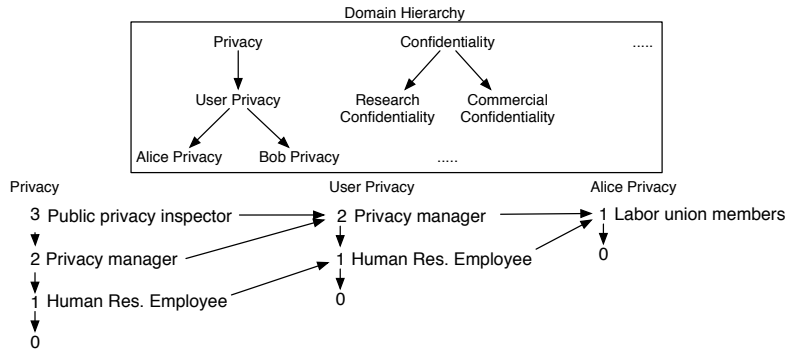 Domain Hierarchy
Privacy Confidentiality .....
User Privacy Research Confidentiality Commercial Confidentiality
Alice Privacy Bob Privacy .....
Privacy User Privacy Alice Privacy
3 Public privacy inspector 2 Privacy manager 1 Labor union members
2 Privacy manager 1 Human Res. Employee 0
1 Human Res. Employee 0
0